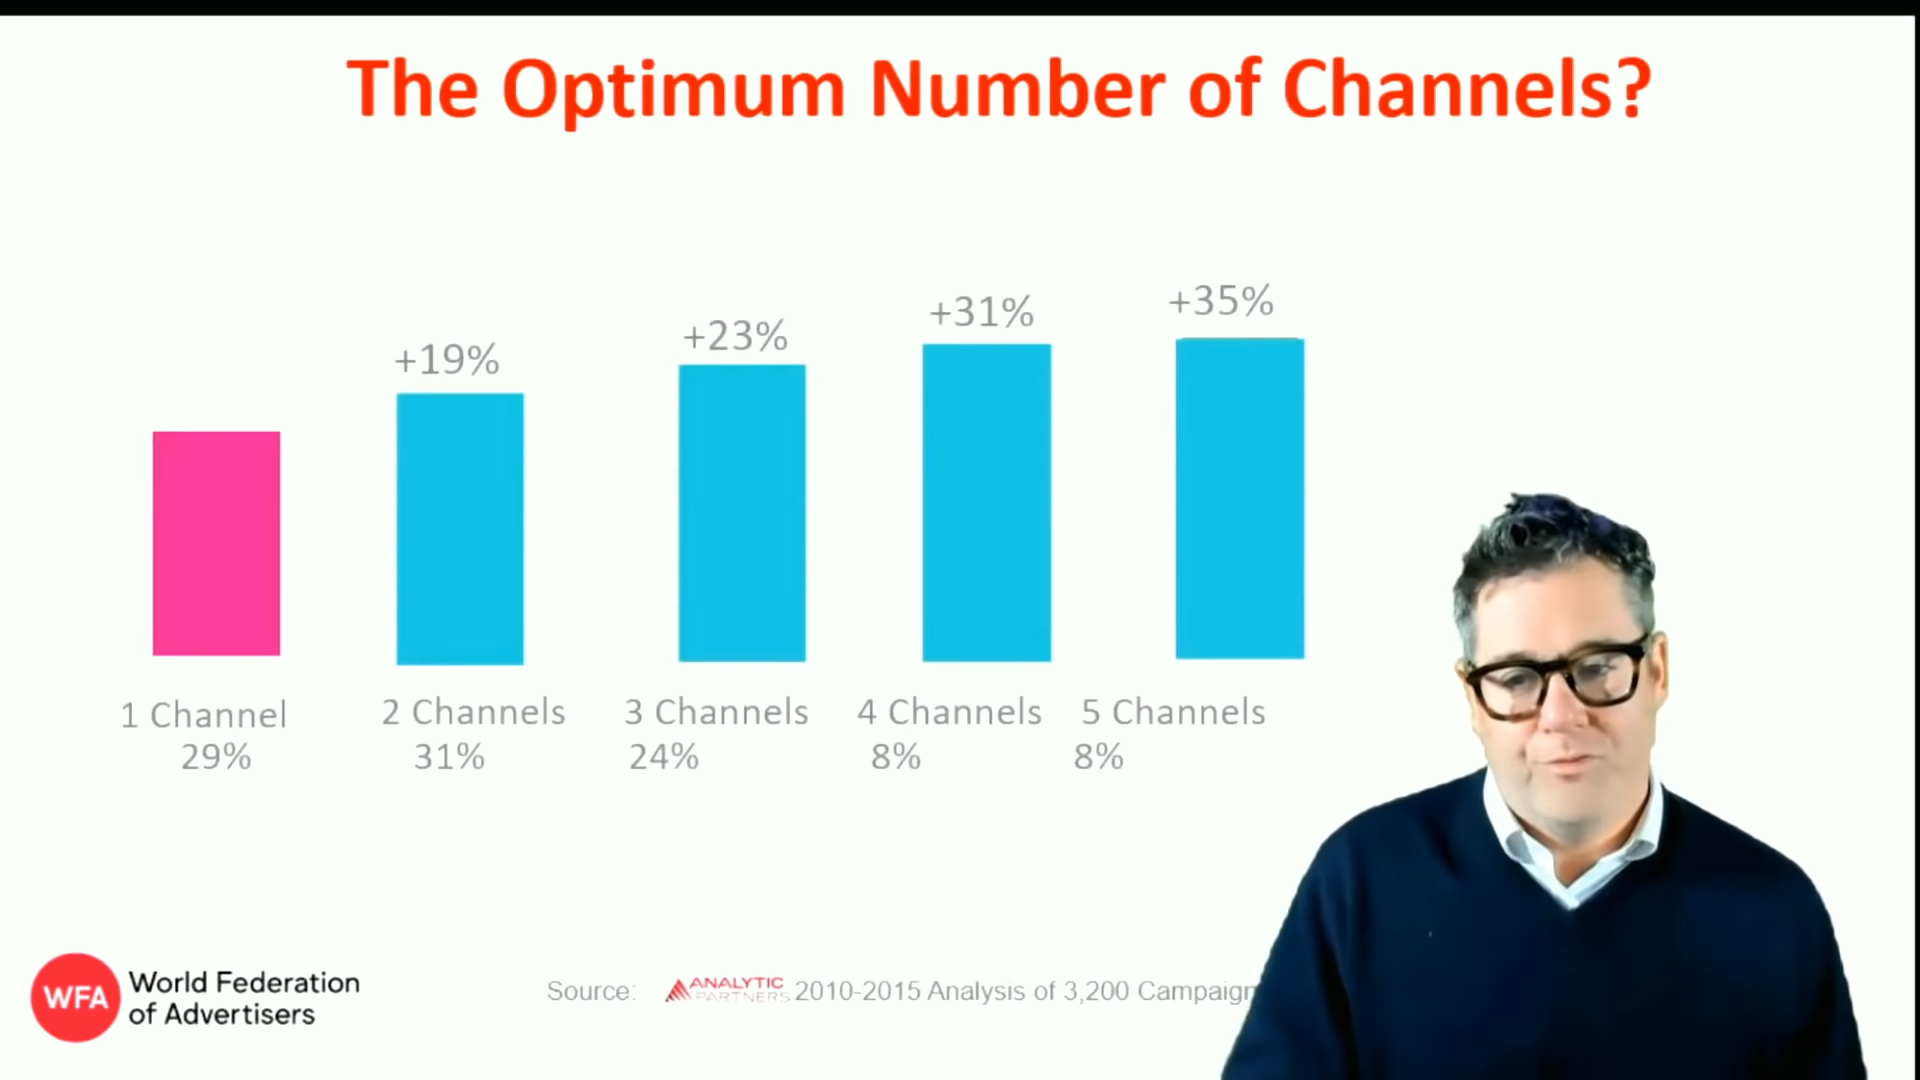 The Optimum Number of Channels?
+19%
+23%
+31%
+35%
1 Channel
2 Channels
3 Channels
4 Channels
5 Channels
29%
31%
24%
8%
8%
WFA
World Federation
of Advertisers
Source:
ANALYTIC
PARTNERS
2010-2015 Analysis of 3,200 Campaign